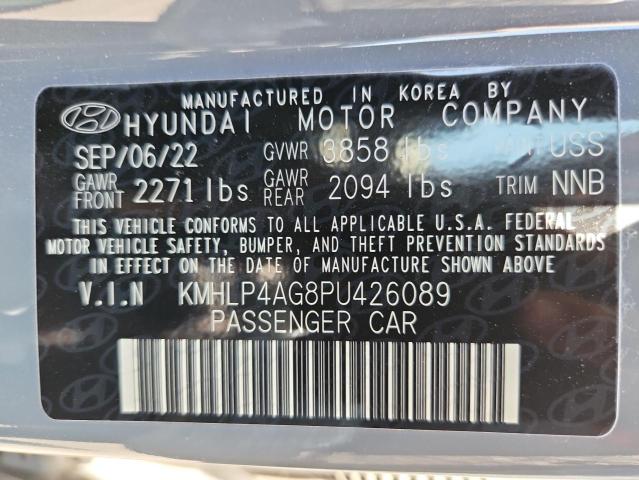 MANUFACTURED IN KOREA BY
HYUNDAI MOTOR COMPANY
SEP/06/22 GVWR 3858 lbs PAINT USS
GAWR FRONT 2271 lbs GAWR REAR 2094 lbs TRIM NNB
THIS VEHICLE CONFORMS TO ALL APPLICABLE U.S.A. FEDERAL
MOTOR VEHICLE SAFETY, BUMPER, AND THEFT PREVENTION STANDARDS
IN EFFECT ON THE DATE OF MANUFACTURE SHOWN ABOVE
V.I.N KMHLP4AG8PU426089
PASSENGER CAR